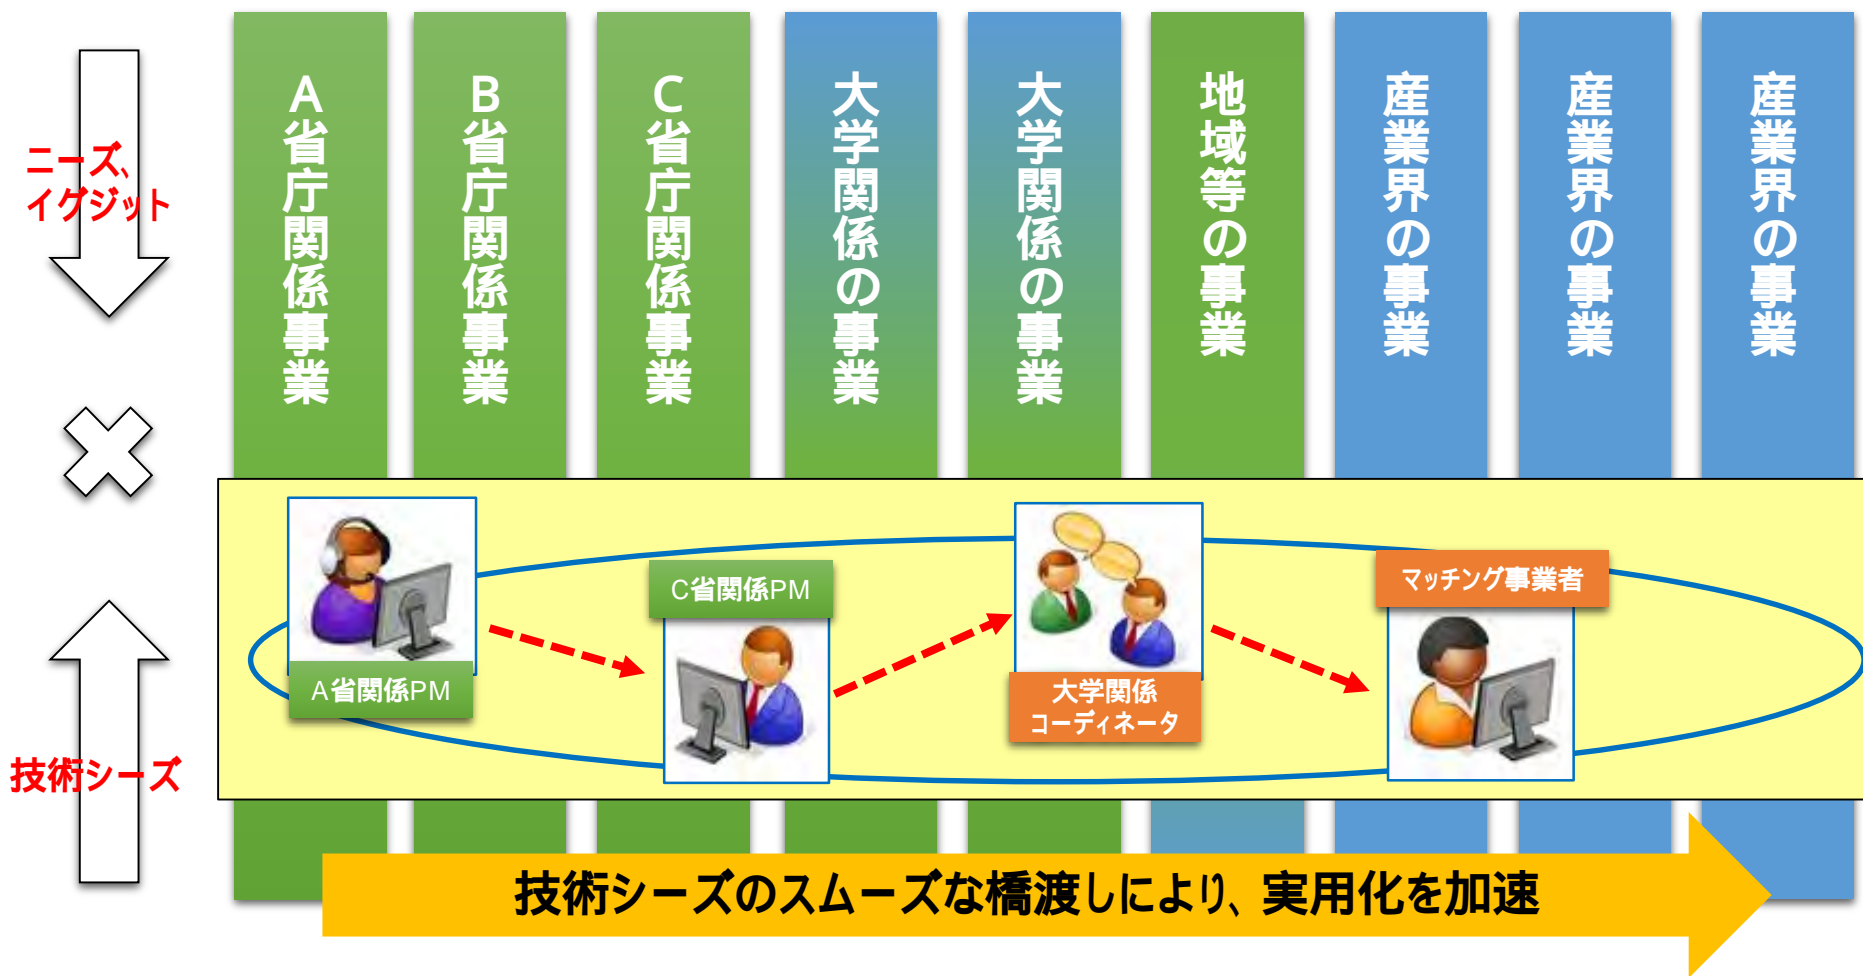 A省庁関係事業
B省庁関係事業
C省庁関係事業
大学関係の事業
大学関係の事業
地域等の事業
産業界の事業
産業界の事業
産業界の事業
ニーズ、
イグジット
技術シーズ
A省関係PM
C省関係PM
大学関係
コーディネータ
マッチング事業者
技術シーズのスムーズな橋渡しにより、実用化を加速